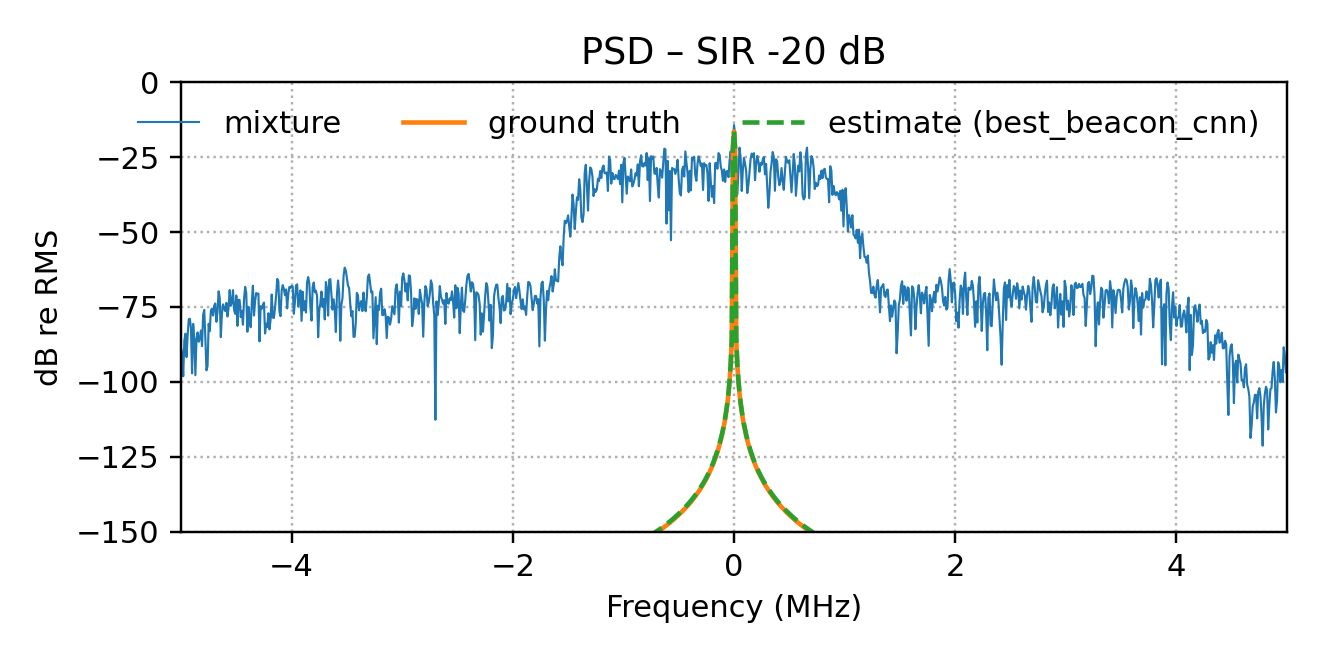 PSD – SIR -20 dB
mixture ground truth estimate (best_beacon_cnn)
0
−25
−50
−75
−100
−125
−150
dB re RMS
−4 −2 0 2 4
Frequency (MHz)